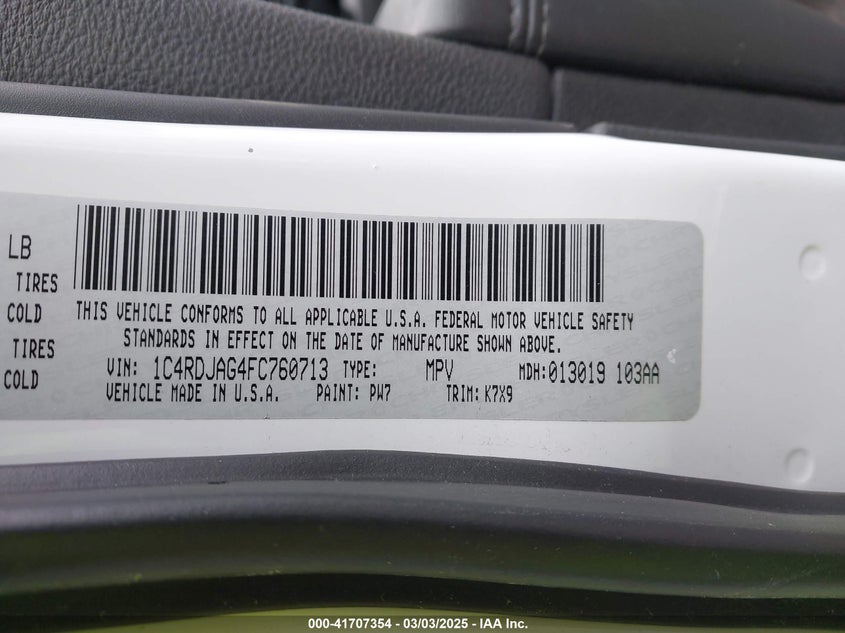 LB
TIRES
COLD
TIRES
COLD
THIS VEHICLE CONFORMS TO ALL APPLICABLE U.S.A. FEDERAL MOTOR VEHICLE SAFETY
STANDARDS IN EFFECT ON THE DATE OF MANUFACTURE SHOWN ABOVE.
VIN: 1C4RDJAG4FC760713 TYPE: MPV MDH:013019 103AA
VEHICLE MADE IN U.S.A. PAINT: PW7 TRIM: K7X9
000-41707354 - 03/03/2025 - IAA Inc.